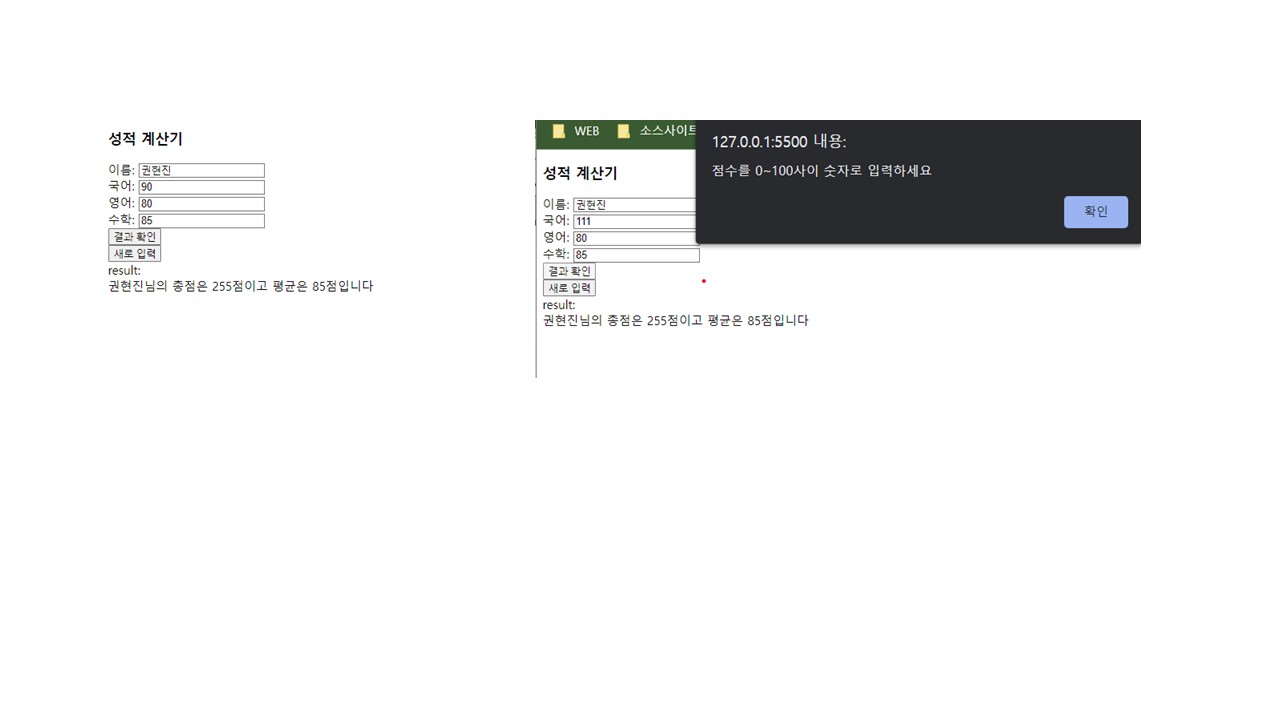 성적 계산기
이름: 권현진
국어: 90
영어: 80
수학: 85
결과 확인
새로 입력
result:
권현진님의 총점은 255점이고 평균은 85점입니다
WEB 소스사이트
127.0.0.1:5500 내용:
점수를 0~100사이 숫자로 입력하세요
확인
성적 계산기
이름: 권현진
국어: 111
영어: 80
수학: 85
결과 확인
새로 입력
result:
권현진님의 총점은 255점이고 평균은 85점입니다